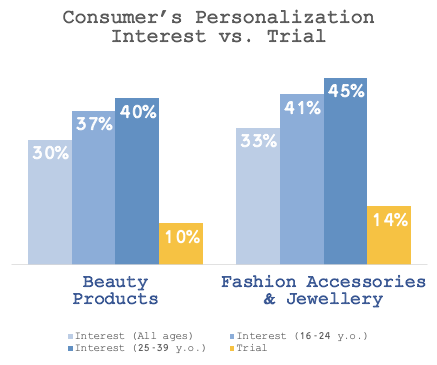 Consumer's Personalization
Interest vs. Trial
30%
37%
40%
10%
33%
41%
45%
14%
Beauty
Products
Fashion Accessories
& Jewellery
Interest (All ages)
Interest (16-24 y.o.)
Interest (25-39 y.o.)
Trial